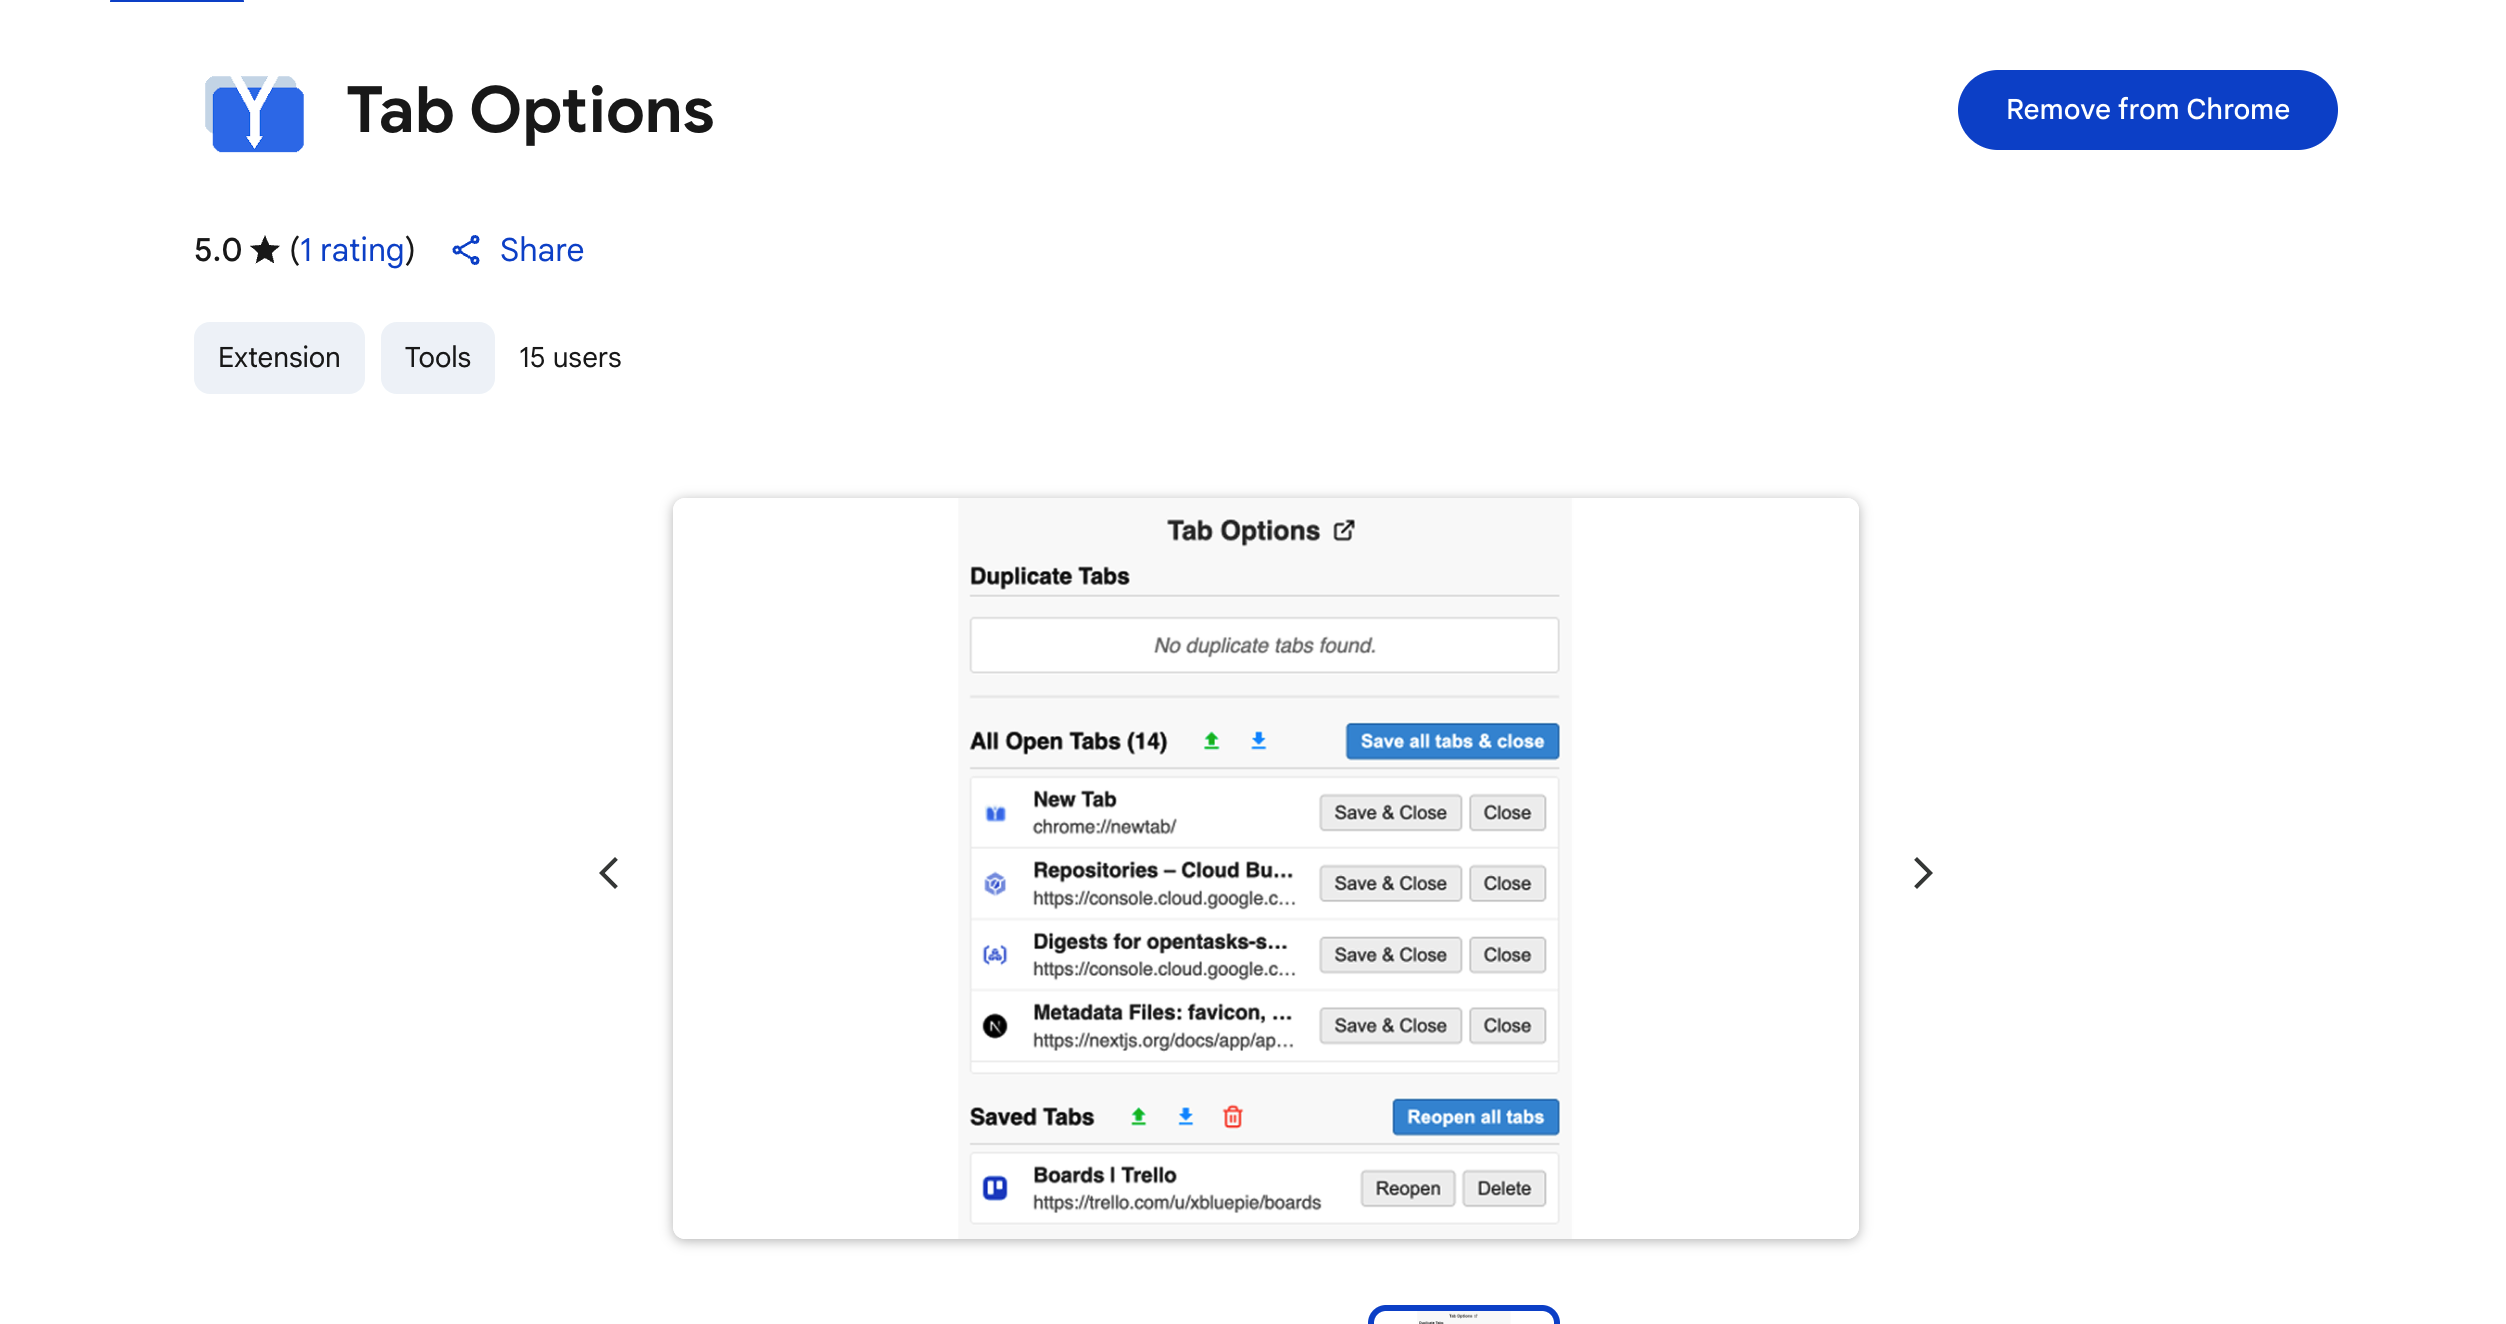 Tab Options
Remove from Chrome
5.0 ★ (1 rating) Share
Extension Tools 15 users
Tab Options
Duplicate Tabs
No duplicate tabs found.
All Open Tabs (14) Save all tabs & close
New Tab
chrome://newtab/
Save & Close Close
Repositories – Cloud Bu...
https://console.cloud.google.c...
Save & Close Close
Digests for opentasks-s...
https://console.cloud.google.c...
Save & Close Close
Metadata Files: favicon, ...
https://nextjs.org/docs/app/ap...
Save & Close Close
Saved Tabs Reopen all tabs
Boards | Trello
https://trello.com/u/xbluepie/boards
Reopen Delete
Tab Options
Duplicate Tabs